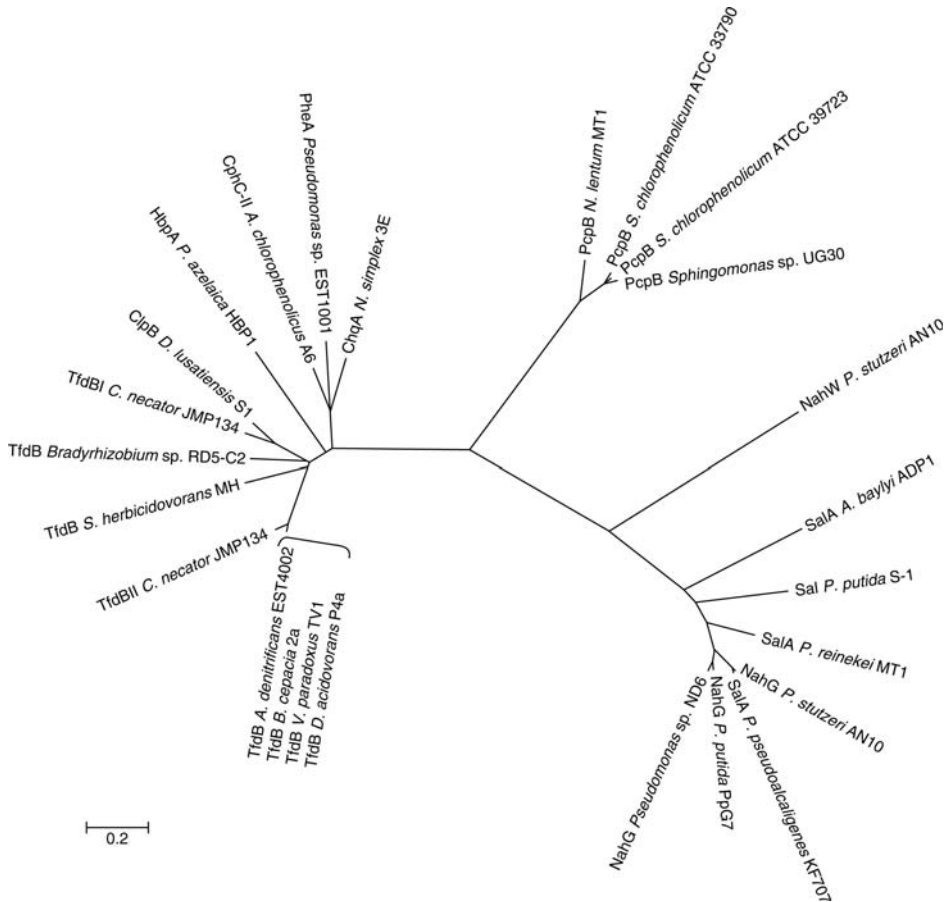 PcpB S. chlorophenolicum ATCC 33790
PcpB S. chlorophenolicum ATCC 39723
PcpB N. lentum MT1
PcpB Sphingomonas sp. UG30
PheA Pseudomonas sp. EST1001
CphC-II A. chlorophenolicus A6
ChqA N. simplex 3E
HbpA P. azelaica HBP1
ClpB D. lusatiensis S1
TfdBI C. necator JMP134
TfdB Bradyrhizobium sp. RD5-C2
TfdB S. herbicidovorans MH
TfdBII C. necator JMP134
TfdB A. denitrificans EST4002
TfdB B. cepacia 2a
TfdB V. paradoxus TV1
TfdB D. acidovorans P4a
NahW P. stutzeri AN10
SalA A. baylyi ADP1
Sal P. putida S-1
SalA P. reinekei MT1
NahG P. stutzeri AN10
SalA P. pseudoalcaligenes KF707
NahG P. putida PpG7
NahG Pseudomonas sp. ND6
0.2